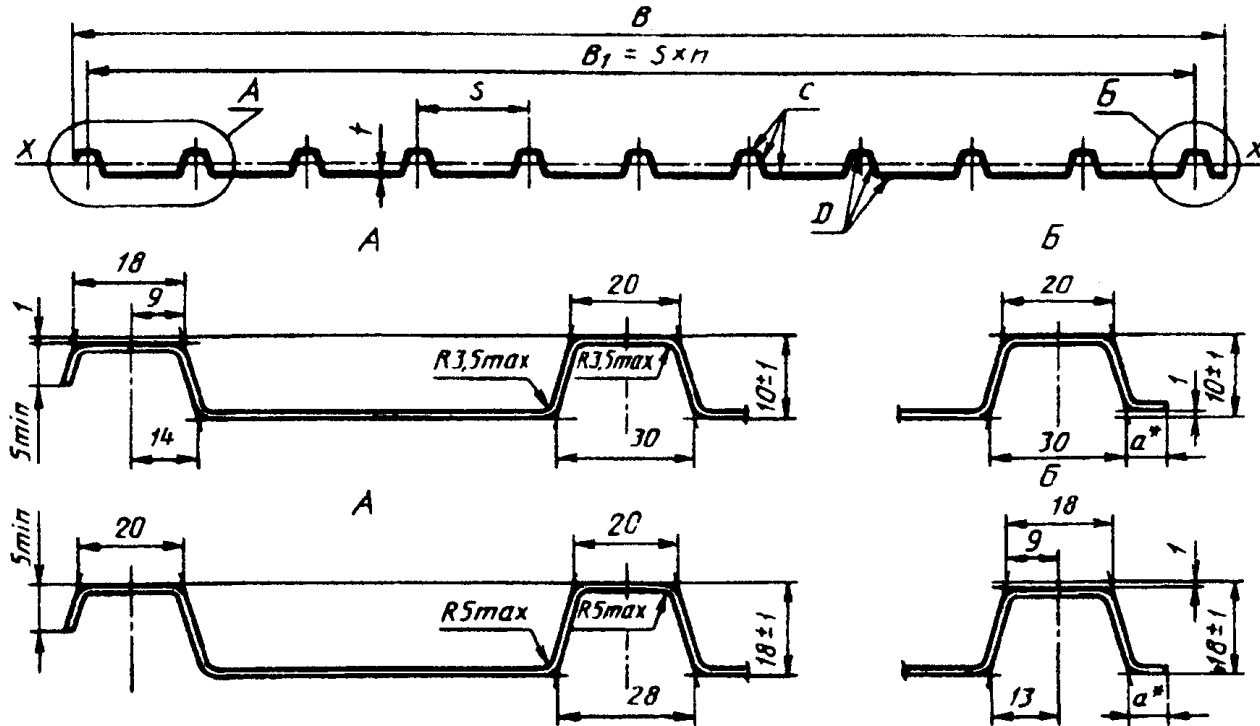 B
B₁ = S×n
A
S
C
Б
t
X
X
D
A
Б
18
20
20
9
1
R3,5max
R3,5max
10±1
1
10±1
5min
14
30
30
a*
A
Б
5min
20
20
18
9
1
R5max
R5max
18±1
18±1
28
13
a*